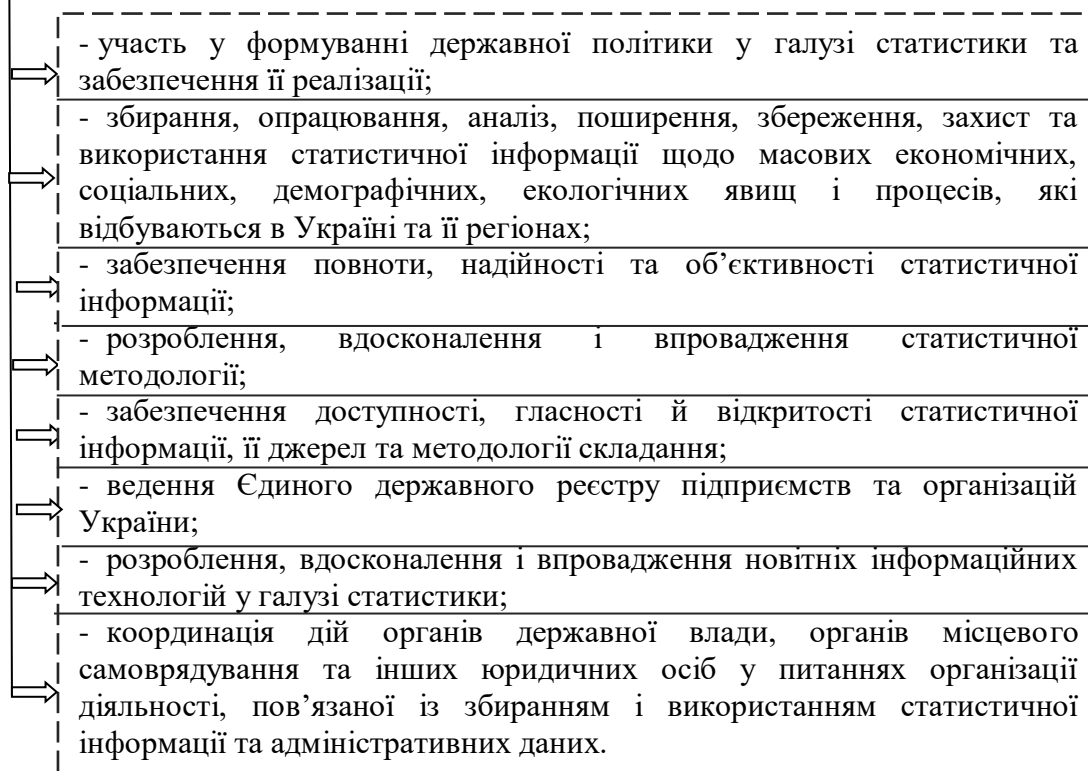 - участь у формуванні державної політики у галузі статистики та
забезпечення її реалізації;
- збирання, опрацювання, аналіз, поширення, збереження, захист та
використання статистичної інформації щодо масових економічних,
соціальних, демографічних, екологічних явищ і процесів, які
відбуваються в Україні та її регіонах;
- забезпечення повноти, надійності та об’єктивності статистичної
інформації;
- розроблення, вдосконалення і впровадження статистичної
методології;
- забезпечення доступності, гласності й відкритості статистичної
інформації, її джерел та методології складання;
- ведення Єдиного державного реєстру підприємств та організацій
України;
- розроблення, вдосконалення і впровадження новітніх інформаційних
технологій у галузі статистики;
- координація дій органів державної влади, органів місцевого
самоврядування та інших юридичних осіб у питаннях організації
діяльності, пов’язаної із збиранням і використанням статистичної
інформації та адміністративних даних.